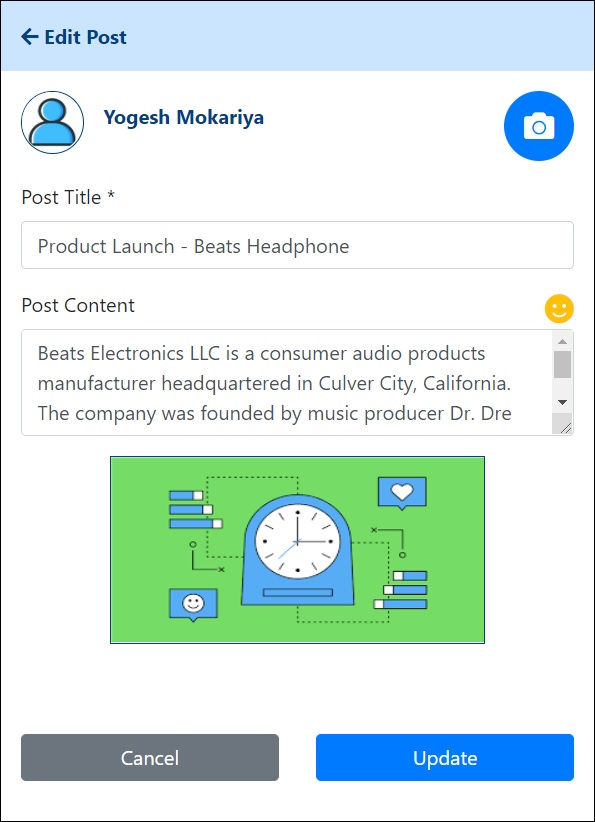 Edit Post
Yogesh Mokariya
Post Title *
Product Launch - Beats Headphone
Post Content
Beats Electronics LLC is a consumer audio products
manufacturer headquartered in Culver City, California.
The company was founded by music producer Dr. Dre
Cancel
Update